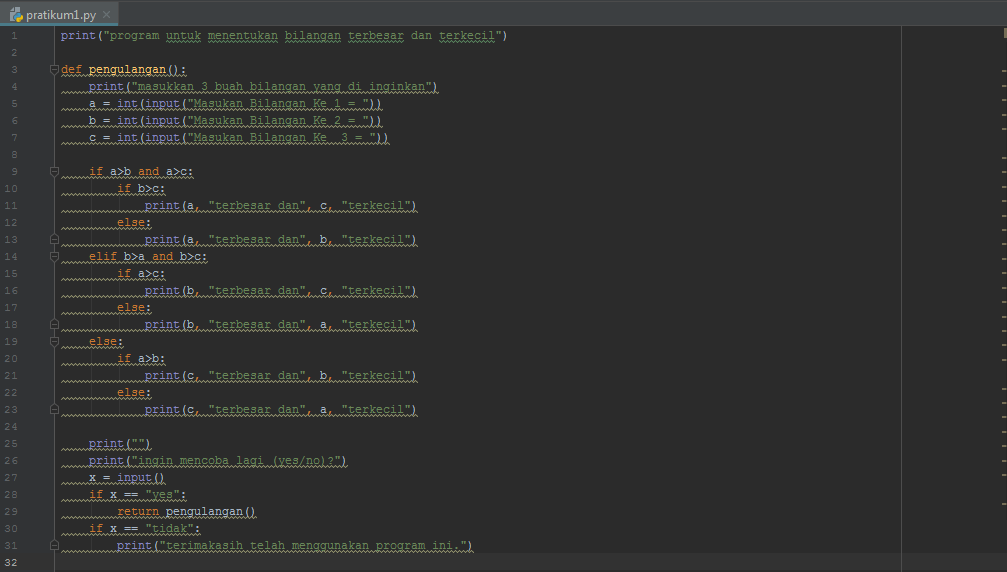 pratikum1.py
1 print("program untuk menentukan bilangan terbesar dan terkecil")
2
3 def pengulangan():
4     print("masukkan 3 buah bilangan yang di inginkan")
5     a = int(input("Masukan Bilangan Ke 1 = "))
6     b = int(input("Masukan Bilangan Ke 2 = "))
7     c = int(input("Masukan Bilangan Ke  3 = "))
8
9     if a>b and a>c:
10         if b>c:
11             print(a, "terbesar dan", c, "terkecil")
12         else:
13             print(a, "terbesar dan", b, "terkecil")
14     elif b>a and b>c:
15         if a>c:
16             print(b, "terbesar dan", c, "terkecil")
17         else:
18             print(b, "terbesar dan", a, "terkecil")
19     else:
20         if a>b:
21             print(c, "terbesar dan", b, "terkecil")
22         else:
23             print(c, "terbesar dan", a, "terkecil")
24
25     print("")
26     print("ingin mencoba lagi (yes/no)?")
27     x = input()
28     if x == "yes":
29         return pengulangan()
30     if x == "tidak":
31         print("terimakasih telah menggunakan program ini.")
32